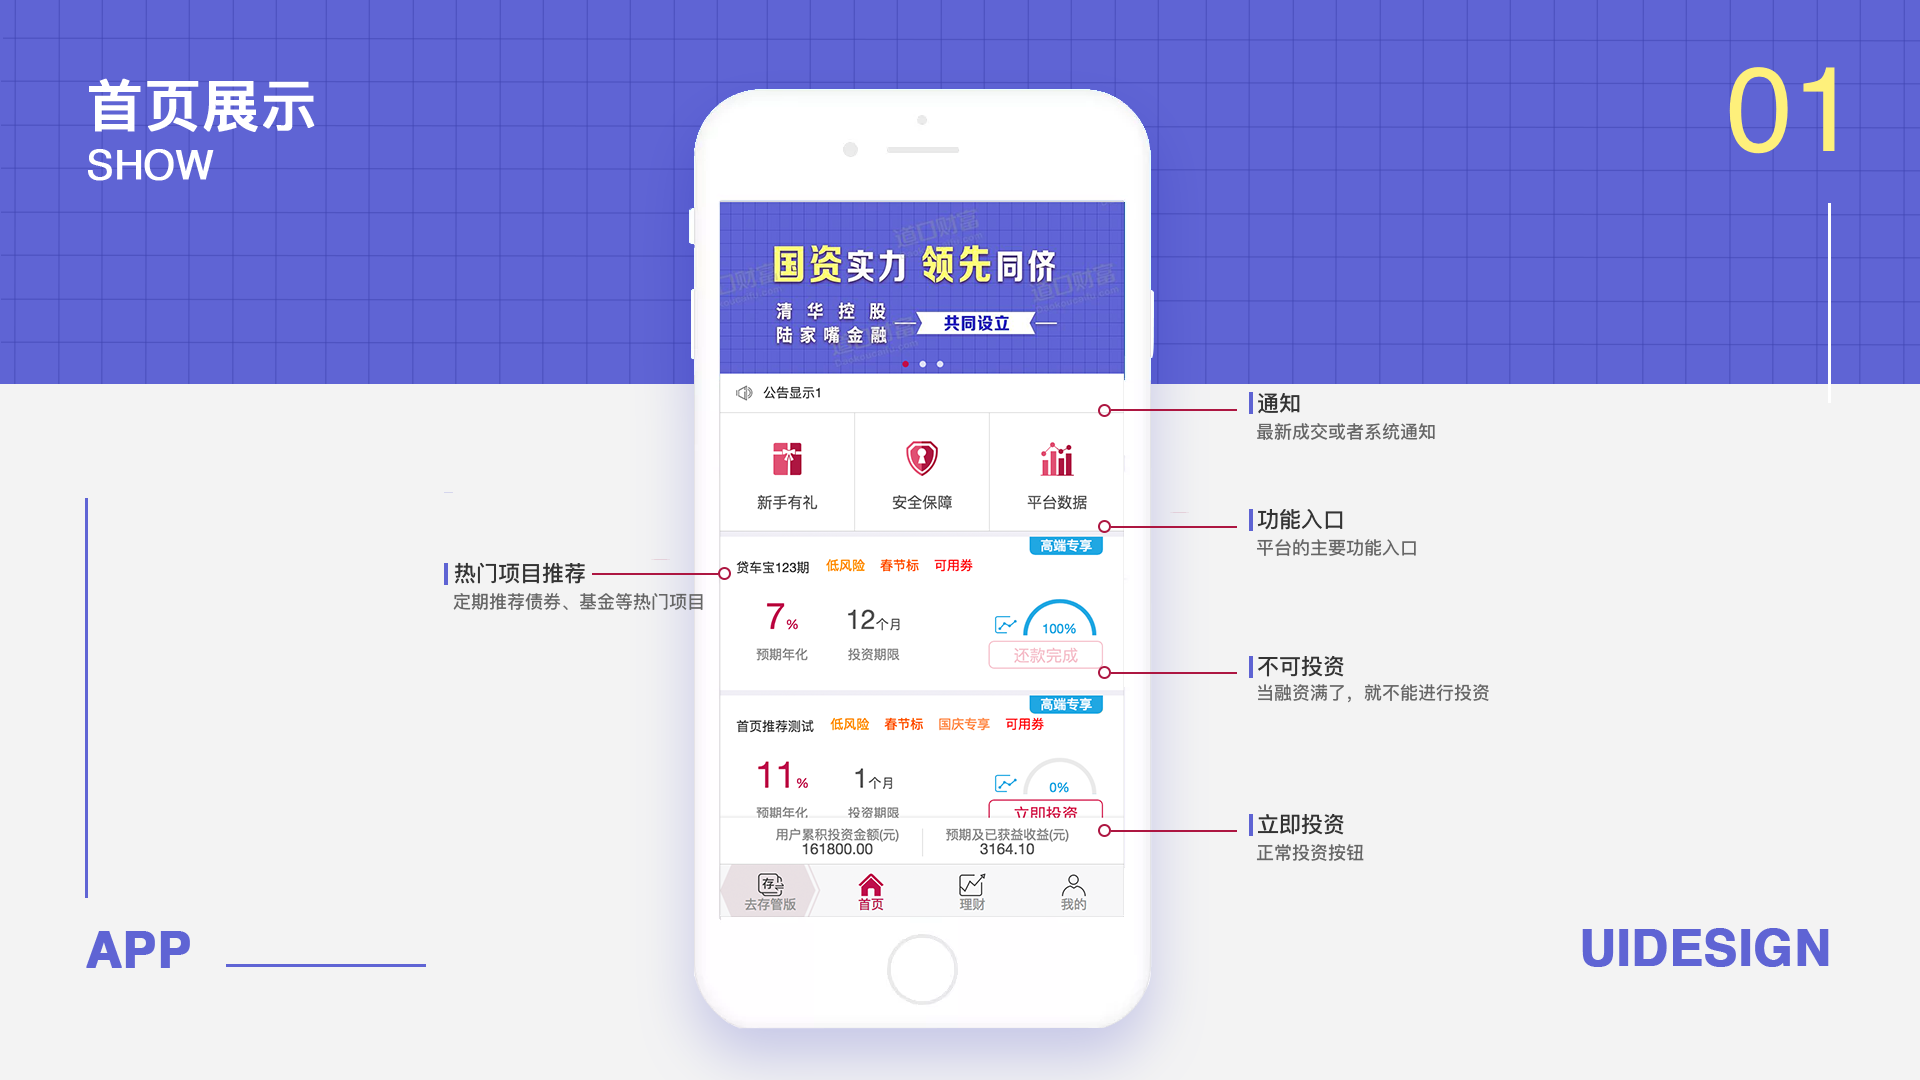 首页展示
SHOW
01
道口财富
国资实力 领先同侪
清华控股
陆家嘴金融
共同设立
公告显示1
新手有礼
安全保障
平台数据
通知
最新成交或者系统通知
功能入口
平台的主要功能入口
热门项目推荐
定期推荐债券、基金等热门项目
高端专享
贷车宝123期 低风险 春节标 可用券
7% 12个月 100%
预期年化 投资期限 还款完成
不可投资
当融资满了，就不能进行投资
高端专享
首页推荐测试 低风险 春节标 国庆专享 可用劵
11% 1个月 0%
预期年化 投资期限 立即投资
立即投资
正常投资按钮
用户累积投资金额(元) 预期及已获益收益(元)
161800.00 3164.10
存
去存管版 首页 理财 我的
APP
UIDESIGN